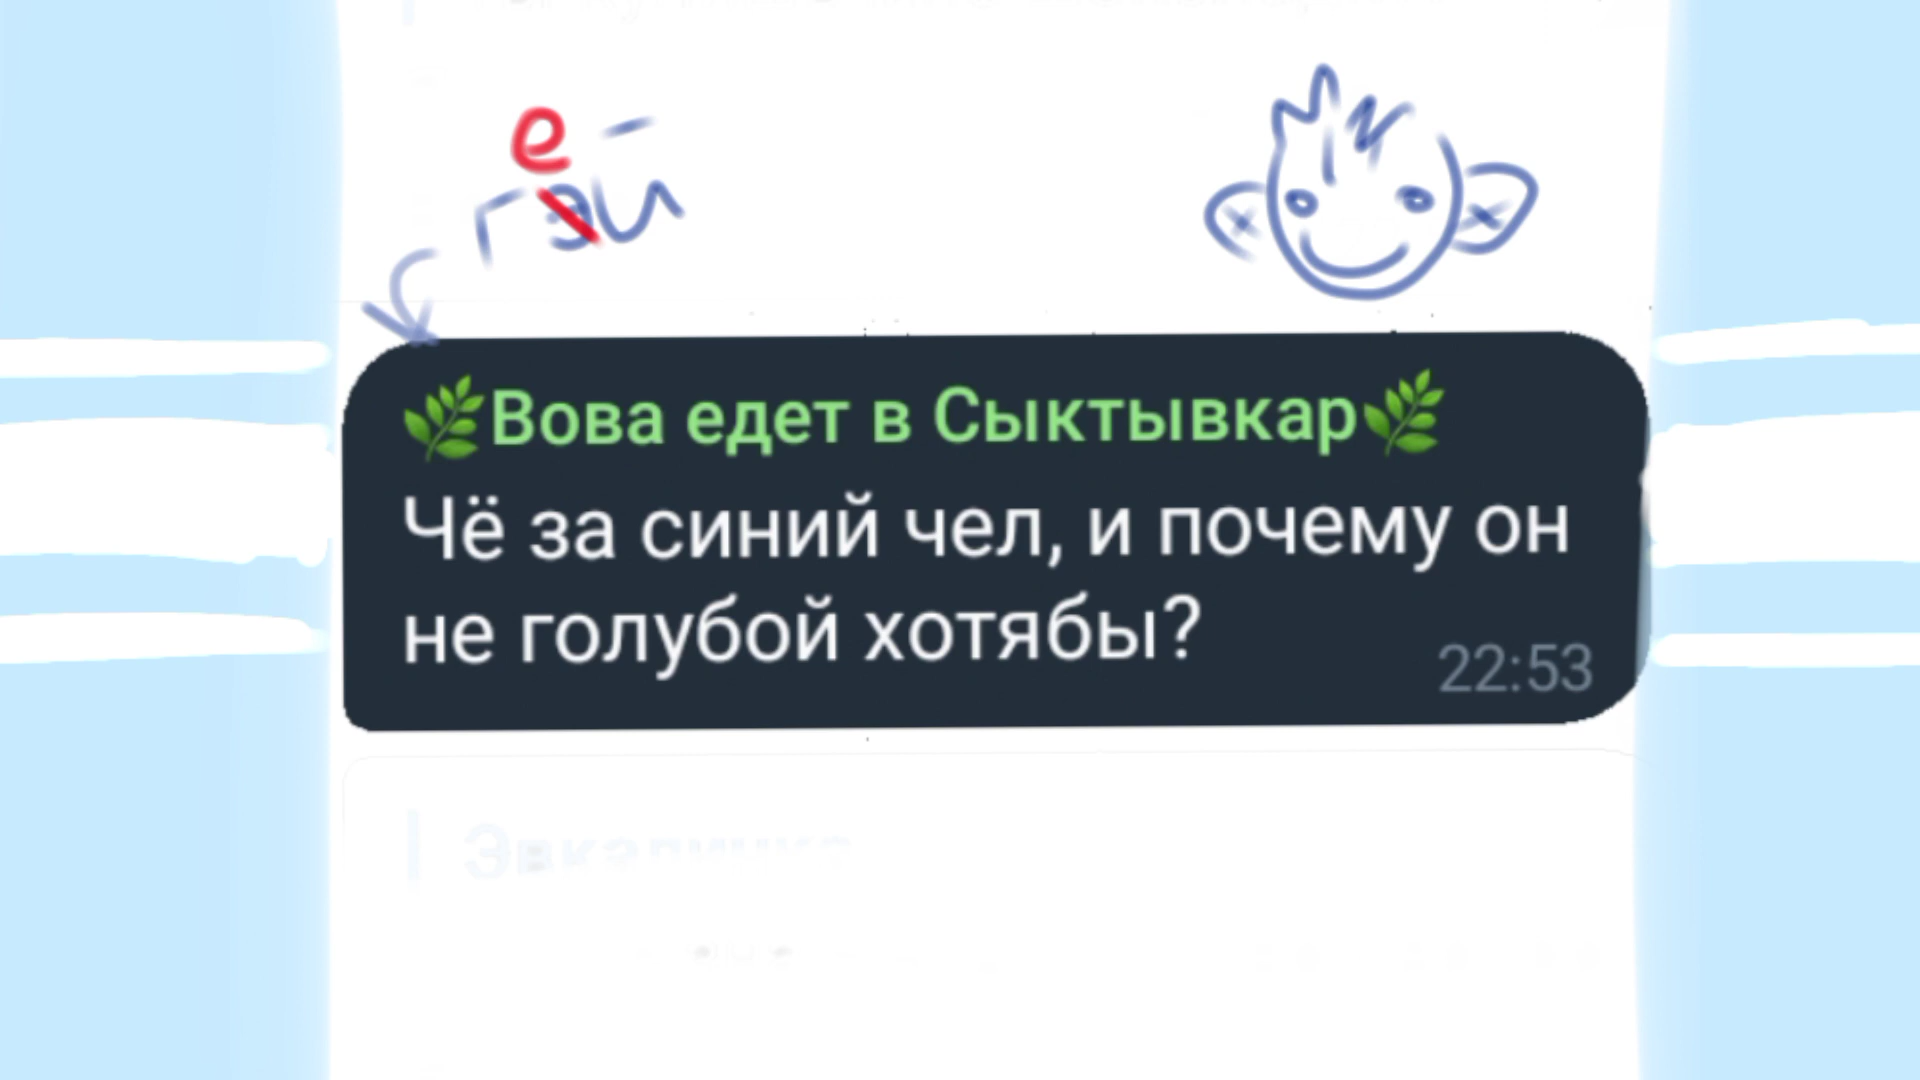 е
гэй
🌿Вова едет в Сыктывкар🌿
Чё за синий чел, и почему он
не голубой хотябы?
22:53